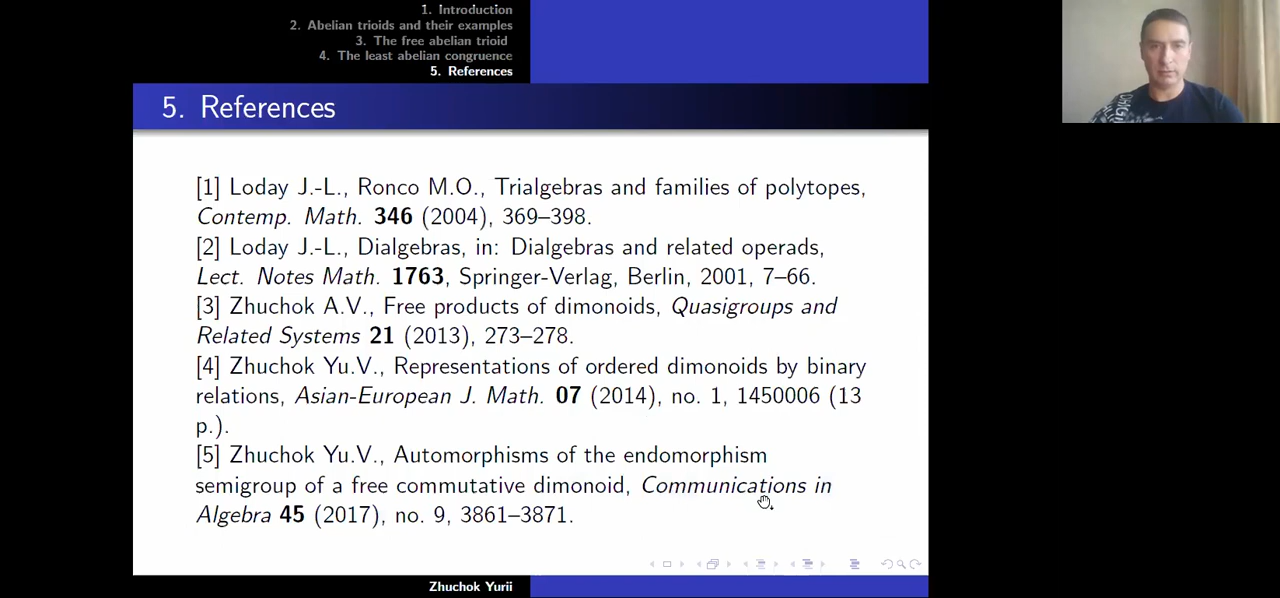 1. Introduction
2. Abelian trioids and their examples
3. The free abelian trioid
4. The least abelian congruence
5. References
5. References
[1] Loday J.-L., Ronco M.O., Trialgebras and families of polytopes,
Contemp. Math. 346 (2004), 369–398.
[2] Loday J.-L., Dialgebras, in: Dialgebras and related operads,
Lect. Notes Math. 1763, Springer-Verlag, Berlin, 2001, 7–66.
[3] Zhuchok A.V., Free products of dimonoids, Quasigroups and
Related Systems 21 (2013), 273–278.
[4] Zhuchok Yu.V., Representations of ordered dimonoids by binary
relations, Asian-European J. Math. 07 (2014), no. 1, 1450006 (13
p.).
[5] Zhuchok Yu.V., Automorphisms of the endomorphism
semigroup of a free commutative dimonoid, Communications in
Algebra 45 (2017), no. 9, 3861–3871.
Zhuchok Yurii